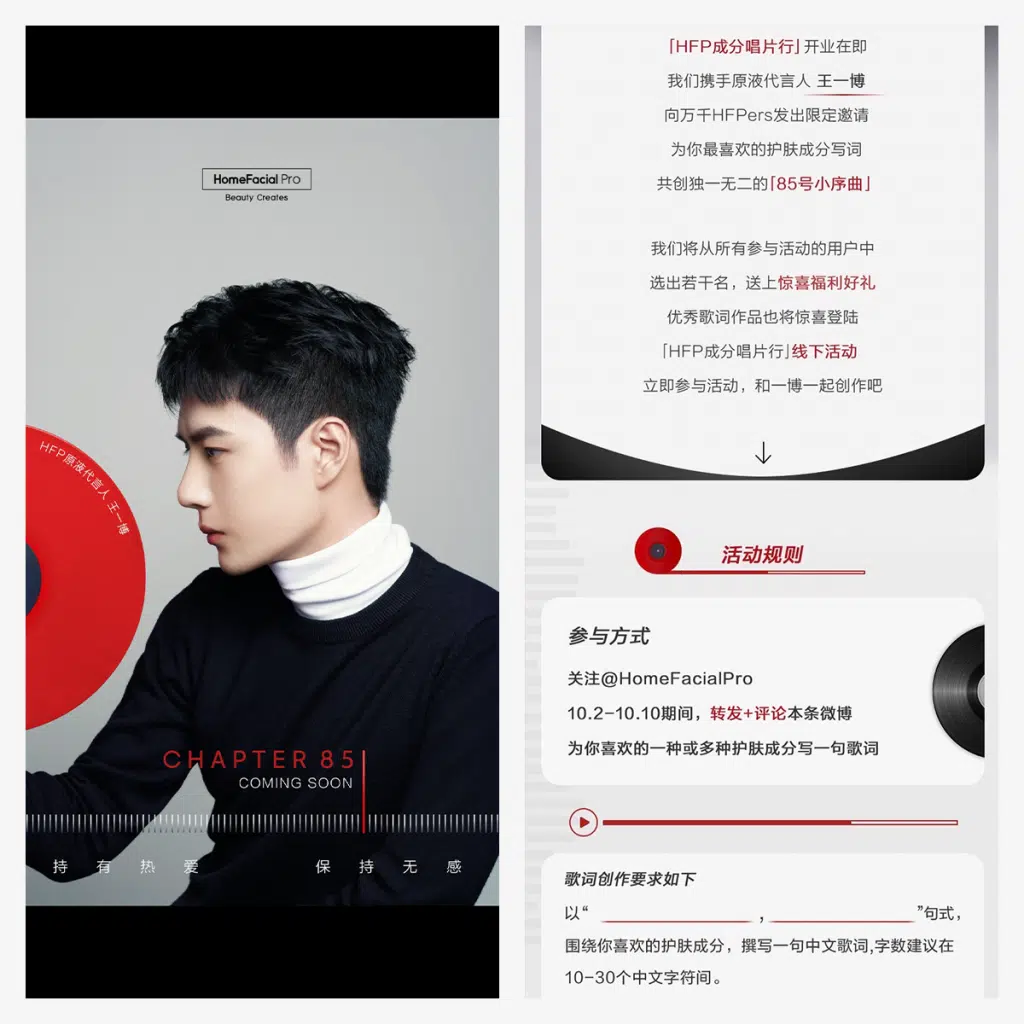 HomeFacial Pro
Beauty Creates
HFP原液代言人 王一博
CHAPTER 85
COMING SOON
持有热爱 保持无感
「HFP成分唱片行」开业在即
我们携手原液代言人 王一博
向万千HFPers发出限定邀请
为你最喜欢的护肤成分写词
共创独一无二的「85号小序曲」
我们将从所有参与活动的用户中
选出若干名，送上惊喜福利好礼
优秀歌词作品也将惊喜登陆
「HFP成分唱片行」线下活动
立即参与活动，和一博一起创作吧
活动规则
参与方式
关注@HomeFacialPro
10.2-10.10期间，转发+评论本条微博
为你喜欢的一种或多种护肤成分写一句歌词
歌词创作要求如下
以“ ， ”句式，
围绕你喜欢的护肤成分，撰写一句中文歌词,字数建议在
10-30个中文字符间。